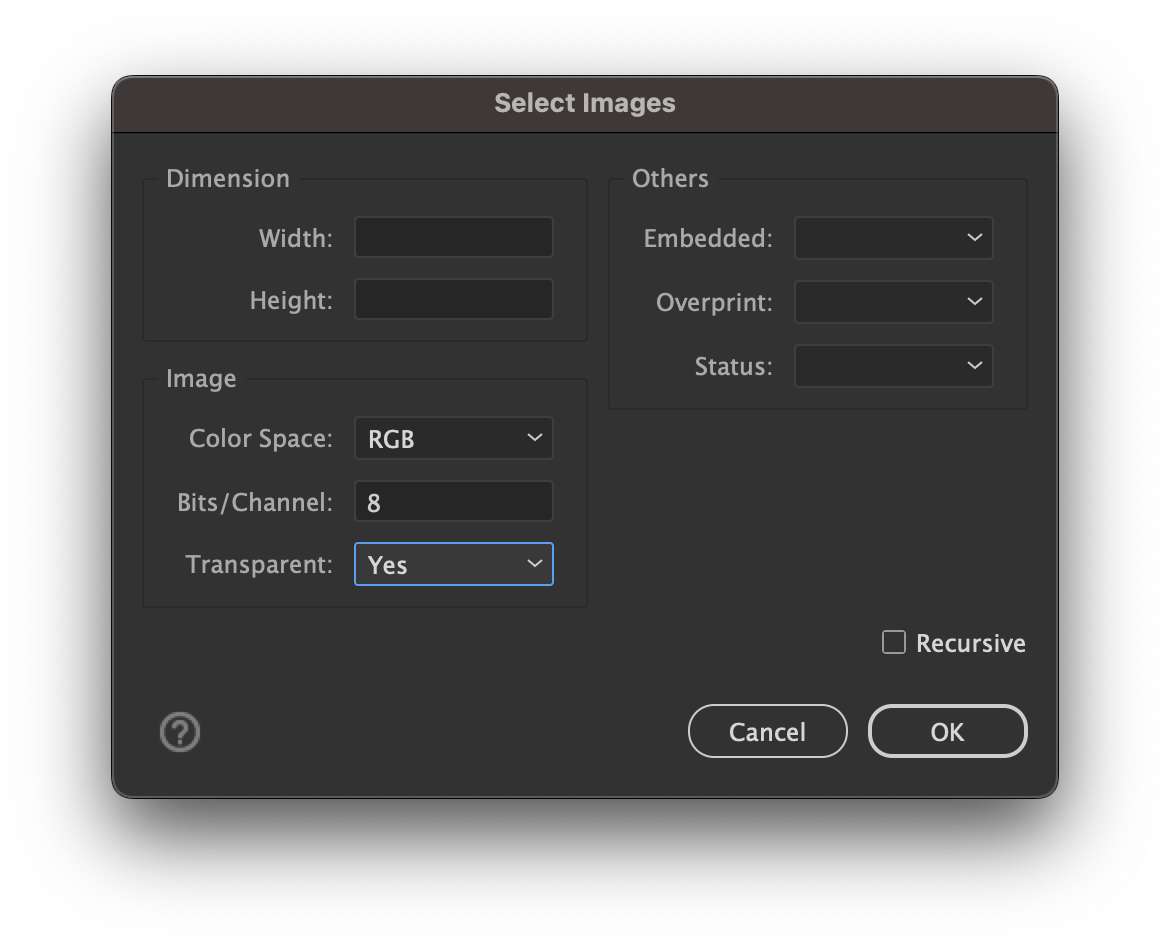 Select Images
Dimension
Width:
Height:
Image
Color Space: RGB
Bits/Channel: 8
Transparent: Yes
Others
Embedded:
Overprint:
Status:
Recursive
?
Cancel
OK